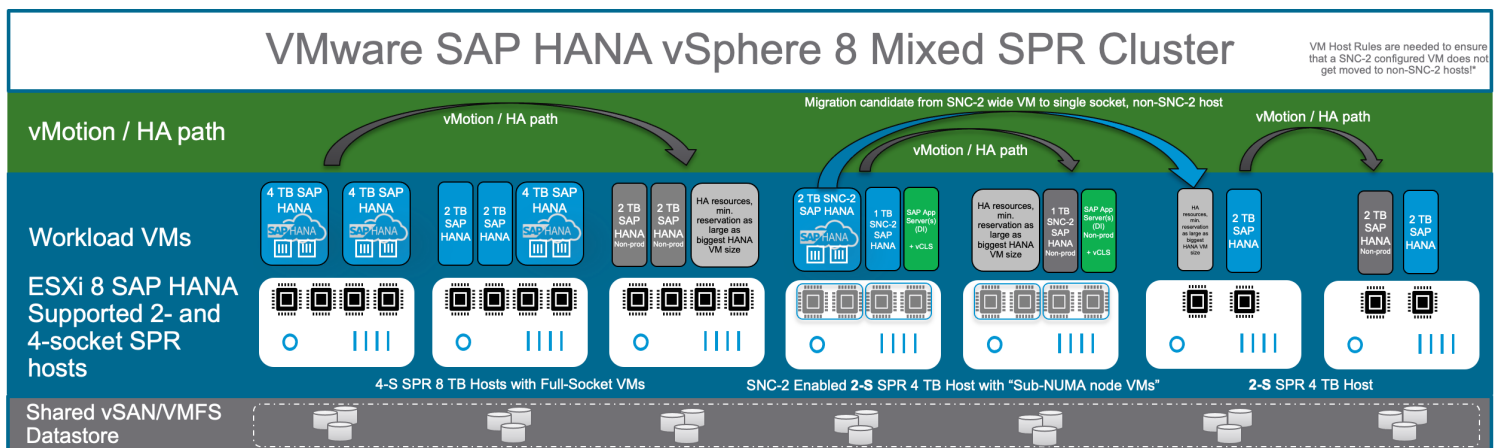 VMware SAP HANA vSphere 8 Mixed SPR Cluster
VM Host Rules are needed to ensure
that a SNC-2 configured VM does not
get moved to non-SNC-2 hosts!*
vMotion / HA path
vMotion / HA path
Migration candidate from SNC-2 wide VM to single socket, non-SNC-2 host
vMotion / HA path
vMotion / HA path
Workload VMs
4 TB SAP
HANA
SAP HANA
4 TB SAP
HANA
SAP HANA
2 TB
SAP
HANA
2 TB
SAP
HANA
4 TB SAP
HANA
SAP HANA
2 TB
SAP
HANA
Non-prod
2 TB
SAP
HANA
Non-prod
HA resources,
min.
reservation as
large as
biggest HANA
VM size
2 TB SNC-2
SAP HANA
SAP HANA
1 TB
SNC-2
SAP
HANA
SAP App
Server(s)
(DI)
+ vCLS
HA resources,
min.
reservation as
large as
biggest HANA
VM size
1 TB
SNC-2
SAP
HANA
Non-prod
SAP App
Server(s)
(DI)
Non-prod
+ vCLS
HA
resources,
min.
reservation
as large as
biggest
HANA VM
size
2 TB
SAP
HANA
2 TB
SAP
HANA
Non-prod
2 TB
SAP
HANA
ESXi 8 SAP HANA
Supported 2- and
4-socket SPR
hosts
4-S SPR 8 TB Hosts with Full-Socket VMs
SNC-2 Enabled 2-S SPR 4 TB Host with “Sub-NUMA node VMs”
2-S SPR 4 TB Host
Shared vSAN/VMFS
Datastore